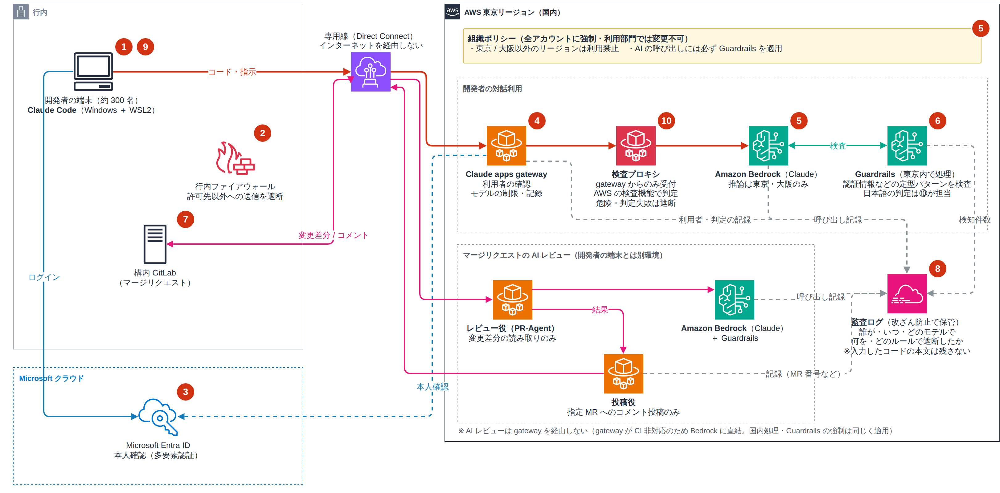 行内
aws
AWS 東京リージョン（国内）
5
組織ポリシー（全アカウントに強制・利用部門では変更不可）
・東京 / 大阪以外のリージョンは利用禁止　・AI の呼び出しには必ず Guardrails を適用
専用線（Direct Connect）
インターネットを経由しない
1
9
コード・指示
開発者の端末（約 300 名）
Claude Code（Windows ＋ WSL2）
2
行内ファイアウォール
許可先以外への送信を遮断
7
変更差分 / コメント
構内 GitLab
（マージリクエスト）
ログイン
開発者の対話利用
4
10
5
6
検査
Claude apps gateway
利用者の確認
モデルの制限・記録
検査プロキシ
gateway からのみ受付
AWS の検査機能で判定
危険・判定失敗は遮断
Amazon Bedrock（Claude）
推論は東京・大阪のみ
Guardrails（東京内で処理）
認証情報などの定型パターンを検査
日本語の判定は⑩が担当
利用者・判定の記録
呼び出し記録
検知件数
マージリクエストの AI レビュー（開発者の端末とは別環境）
8
結果
呼び出し記録
レビュー役（PR-Agent）
変更差分の読み取りのみ
Amazon Bedrock（Claude）
＋ Guardrails
監査ログ（改ざん防止で保管）
誰が・いつ・どのモデルで
何を・どのルールで遮断したか
※入力したコードの本文は残さない
記録（MR 番号など）
投稿役
指定 MR へのコメント投稿のみ
本人確認
※ AI レビューは gateway を経由しない（gateway が CI 非対応のため Bedrock に直結。国内処理・Guardrails の強制は同じく適用）
Microsoft クラウド
3
Microsoft Entra ID
本人確認（多要素認証）